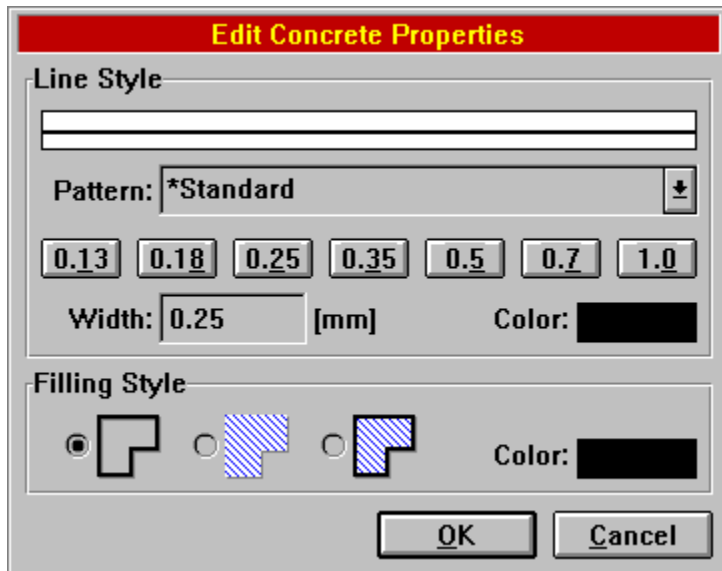 Edit Concrete Properties
Line Style
Pattern: *Standard
0.13 0.18 0.25 0.35 0.5 0.7 1.0
Width: 0.25 [mm] Color:
Filling Style
Color:
OK Cancel